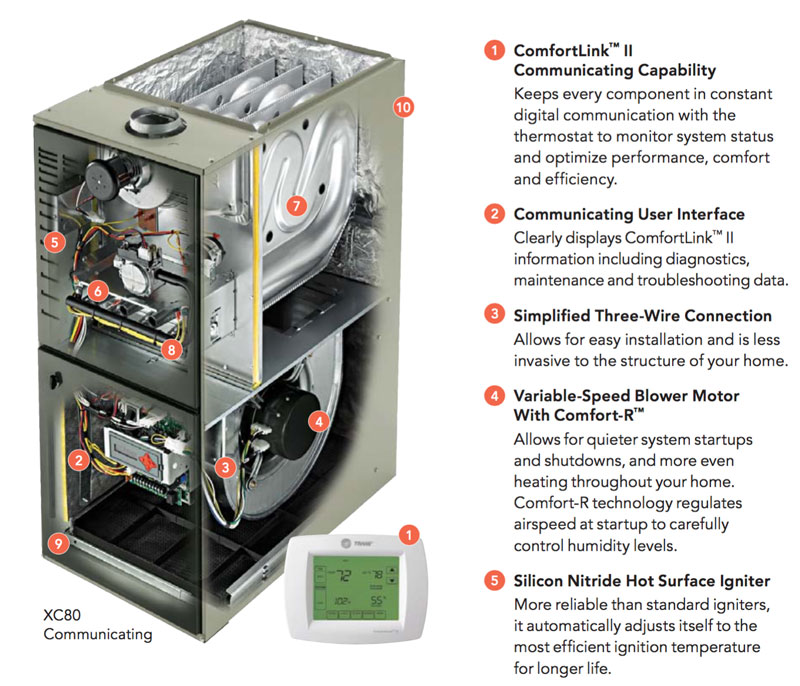 1 ComfortLink™ II
Communicating Capability
Keeps every component in constant
digital communication with the
thermostat to monitor system status
and optimize performance, comfort
and efficiency.
2 Communicating User Interface
Clearly displays ComfortLink™ II
information including diagnostics,
maintenance and troubleshooting data.
3 Simplified Three-Wire Connection
Allows for easy installation and is less
invasive to the structure of your home.
4 Variable-Speed Blower Motor
With Comfort-R™
Allows for quieter system startups
and shutdowns, and more even
heating throughout your home.
Comfort-R technology regulates
airspeed at startup to carefully
control humidity levels.
5 Silicon Nitride Hot Surface Igniter
More reliable than standard igniters,
it automatically adjusts itself to the
most efficient ignition temperature
for longer life.
10
7
5
6
8
4
2
3
9
1
TRANE
72
78
102
55
XC80
Communicating